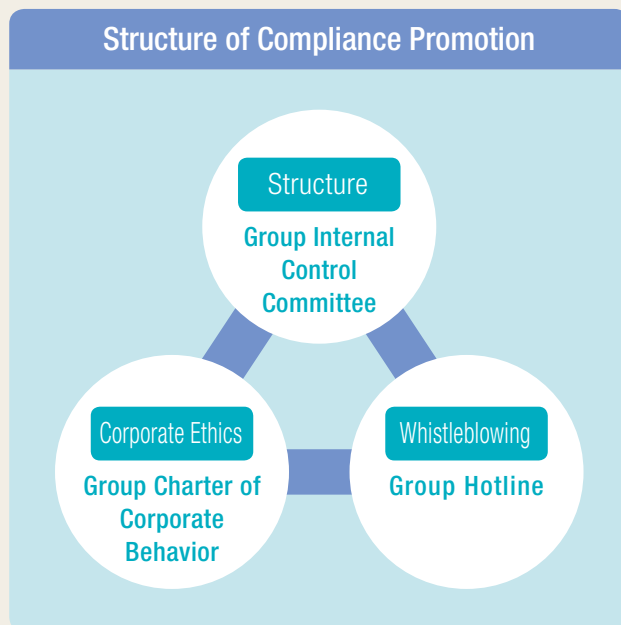 Structure of Compliance Promotion
Structure
Group Internal
Control
Committee
Corporate Ethics
Group Charter of
Corporate
Behavior
Whistleblowing
Group Hotline